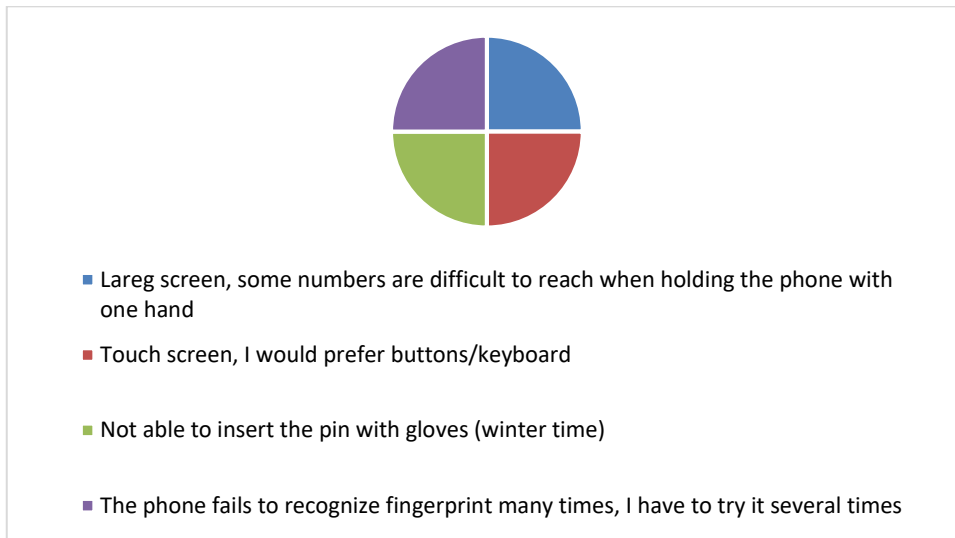 Lareg screen, some numbers are difficult to reach when holding the phone with
one hand
Touch screen, I would prefer buttons/keyboard
Not able to insert the pin with gloves (winter time)
The phone fails to recognize fingerprint many times, I have to try it several times